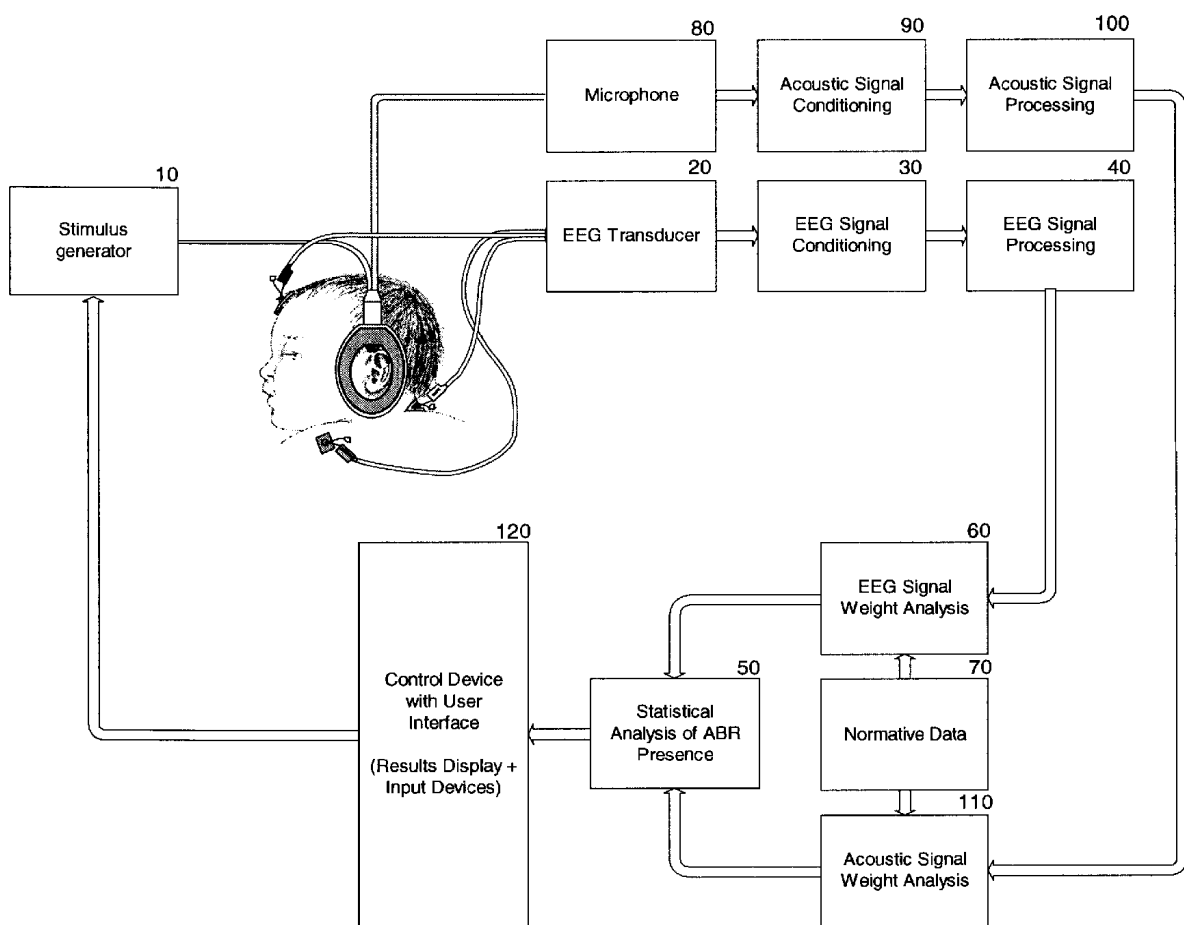 80
90
100
Microphone
Acoustic Signal
Conditioning
Acoustic Signal
Processing
10
20
30
40
Stimulus
generator
EEG Transducer
EEG Signal
Conditioning
EEG Signal
Processing
120
60
EEG Signal
Weight Analysis
Control Device
with User
Interface
(Results Display +
Input Devices)
50
70
Statistical
Analysis of ABR
Presence
Normative Data
110
Acoustic Signal
Weight Analysis